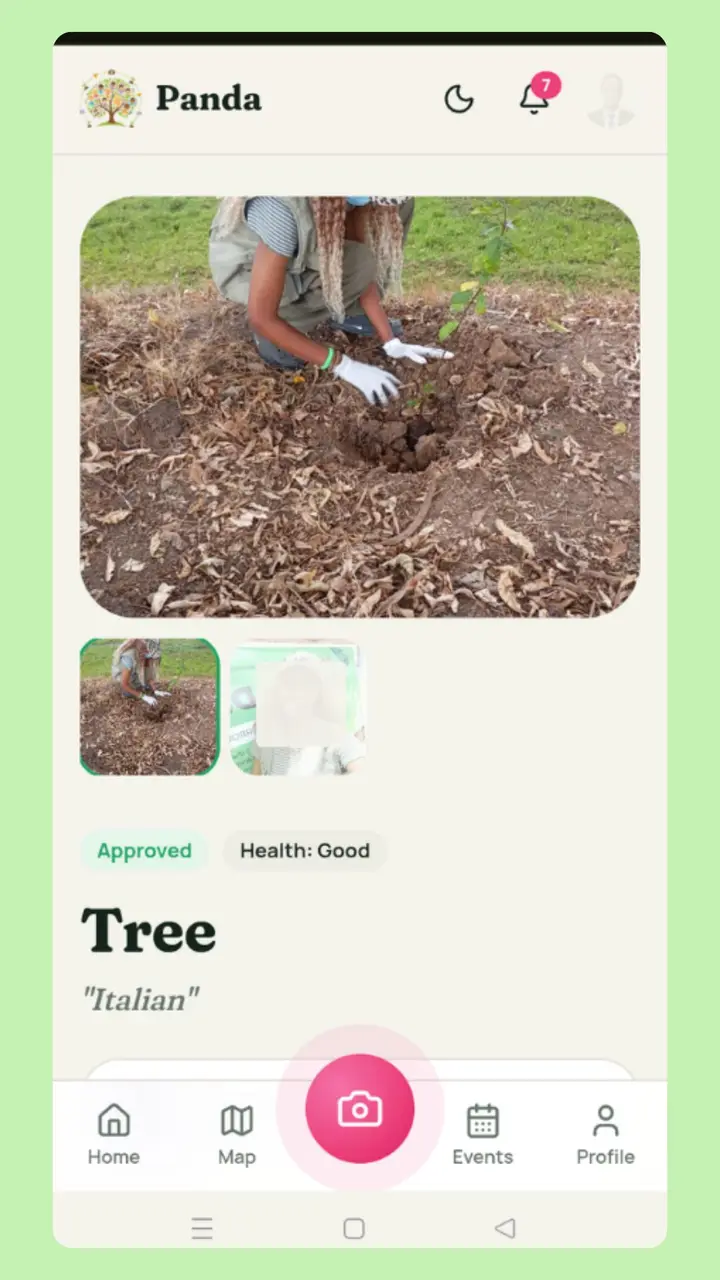 Panda
7
Approved
Health: Good
Tree
"Italian"
Home
Map
Events
Profile